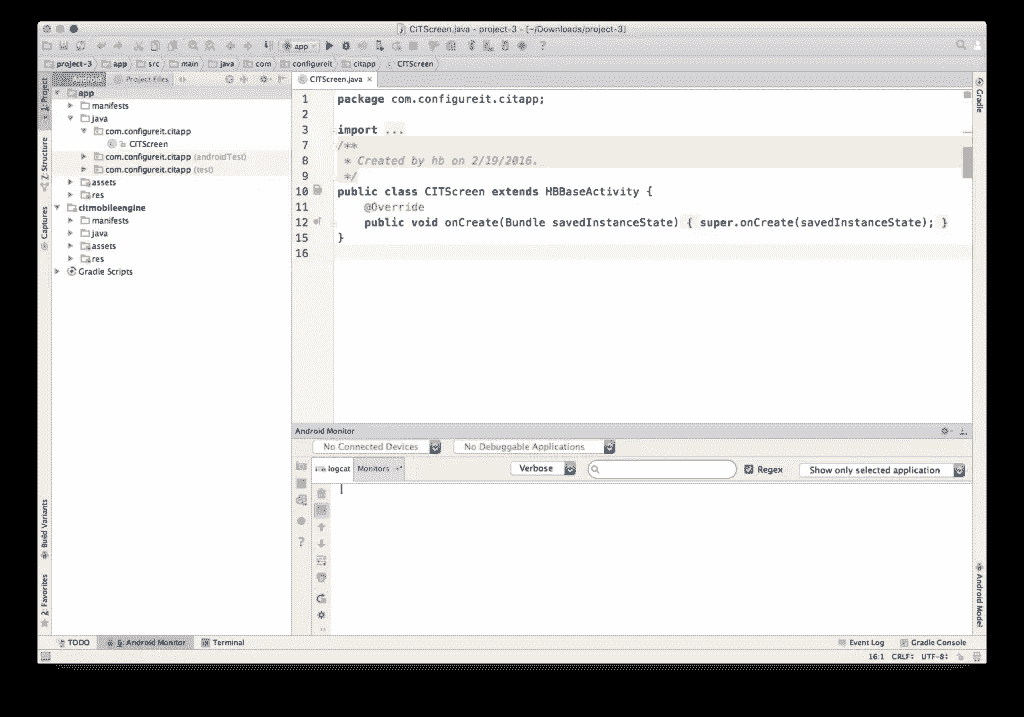 CITScreen.java - project-3 - [~/Downloads/project-3]
app
project-3 app src main java com configureit citapp CITScreen
1: Project
Android Project Files
CITScreen.java ×
app
manifests
java
com.configureit.citapp
CITScreen
com.configureit.citapp (androidTest)
com.configureit.citapp (test)
assets
res
citmobileengine
manifests
java
assets
res
Gradle Scripts
Z: Structure
Captures
Build Variants
2: Favorites
1 package com.configureit.citapp;
2
3 import ...
7 /**
8 * Created by hb on 2/19/2016.
9 */
10 public class CITScreen extends HBBaseActivity {
11 @Override
12 public void onCreate(Bundle savedInstanceState) { super.onCreate(savedInstanceState); }
15 }
16
Gradle
Android Model
Android Monitor
No Connected Devices No Debuggable Applications
logcat Monitors Verbose Regex Show only selected application
TODO 6: Android Monitor Terminal Event Log Gradle Console
16:1 CRLF: UTF-8: